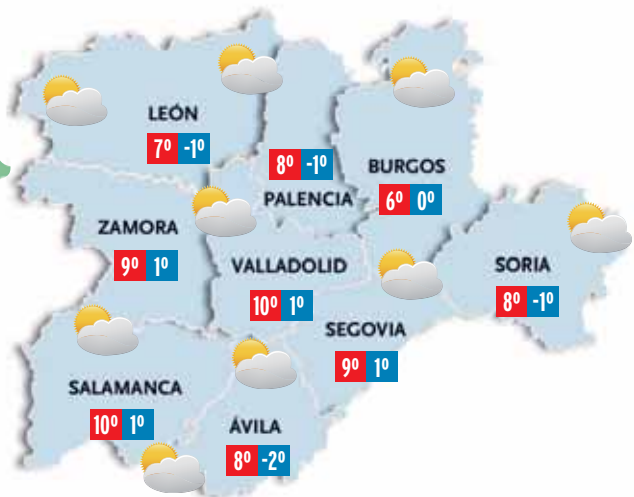 LEÓN
7º -1º
8º -1º
PALENCIA
BURGOS
6º 0º
ZAMORA
9º 1º
VALLADOLID
10º 1º
SORIA
8º -1º
SEGOVIA
9º 1º
SALAMANCA
10º 1º
ÁVILA
8º -2º